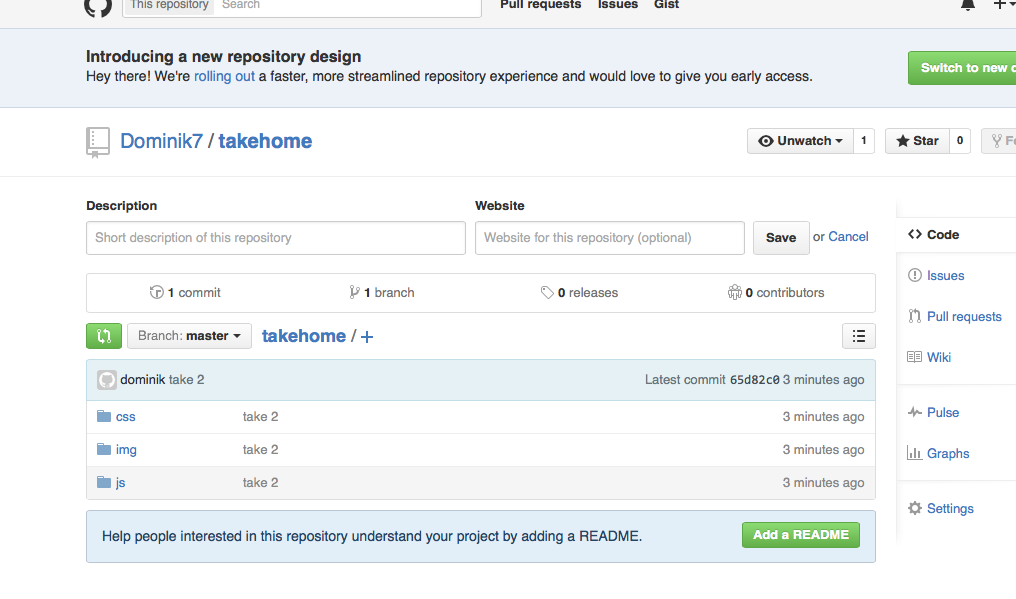 This repository Search Pull requests Issues Gist
Introducing a new repository design
Hey there! We're rolling out a faster, more streamlined repository experience and would love to give you early access.
Switch to new
Dominik7 / takehome
Unwatch 1 Star 0
Description Website
Short description of this repository Website for this repository (optional) Save or Cancel
1 commit 1 branch 0 releases 0 contributors
Branch: master takehome / +
dominik take 2 Latest commit 65d82c0 3 minutes ago
css take 2 3 minutes ago
img take 2 3 minutes ago
js take 2 3 minutes ago
Help people interested in this repository understand your project by adding a README. Add a README
Code
Issues
Pull requests
Wiki
Pulse
Graphs
Settings